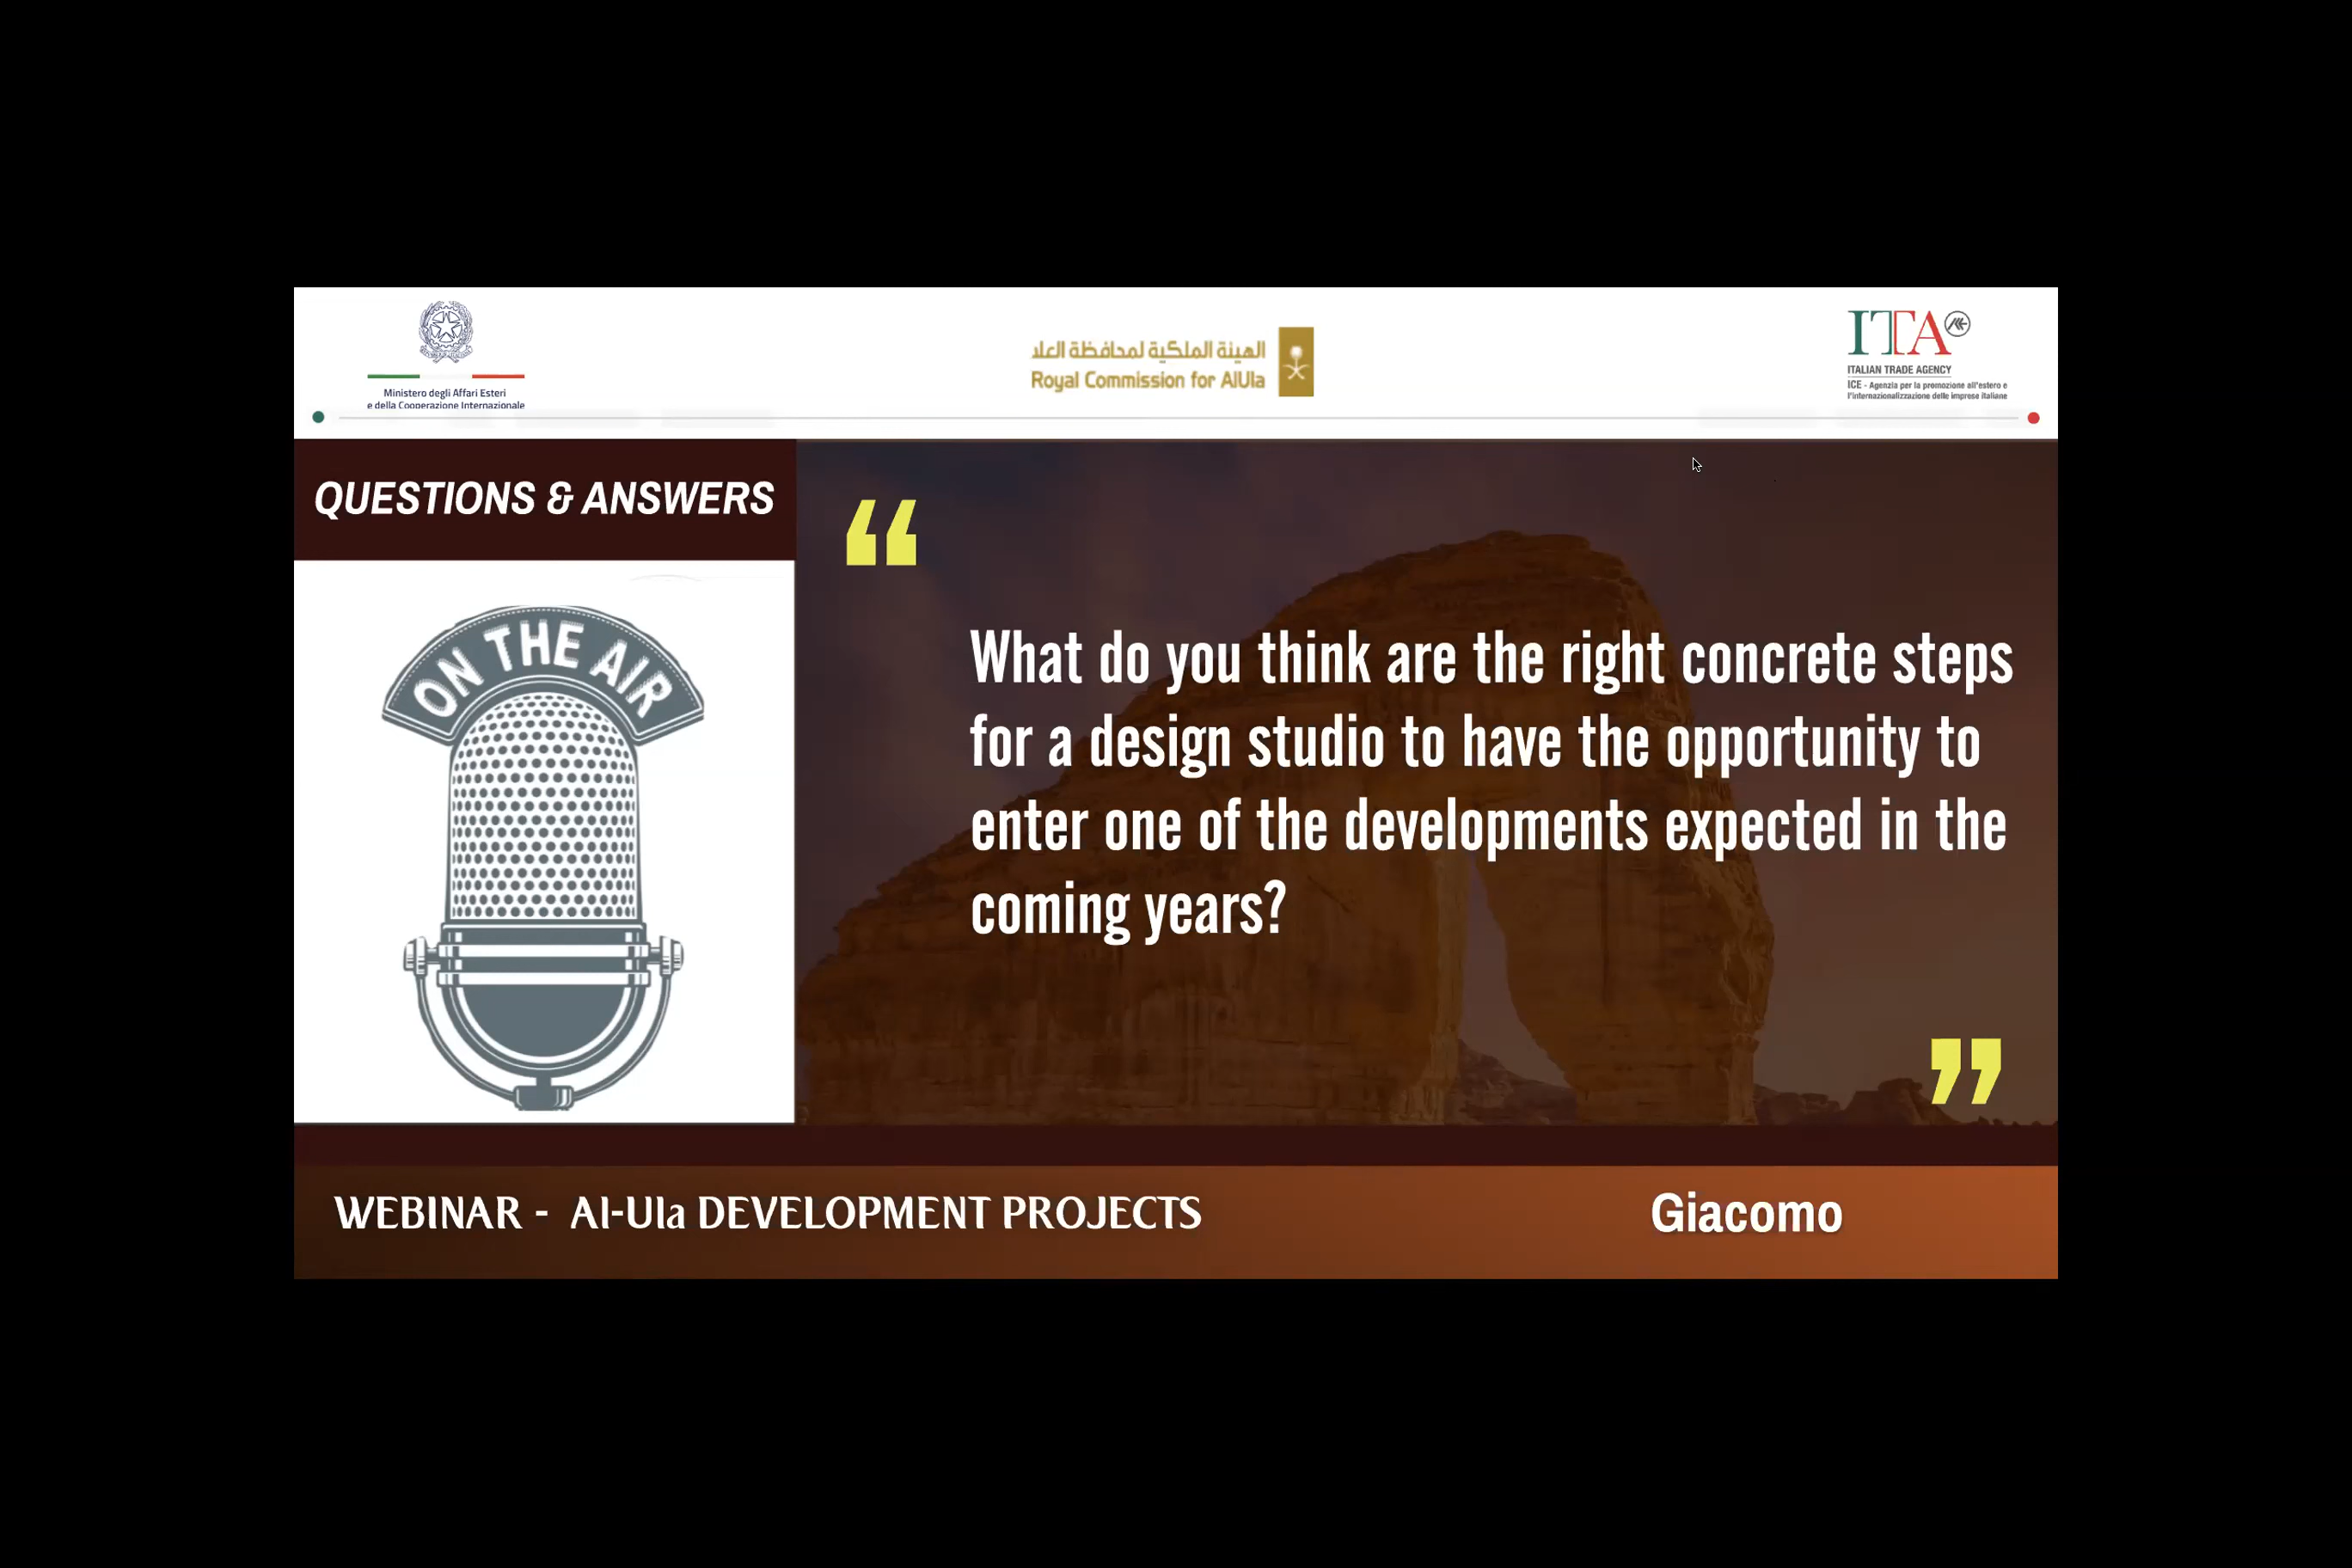 Ministero degli Affari Esteri
e della Cooperazione Internazionale
الهيئة الملكية لمحافظة العلا
Royal Commission for AlUla
ITA
ITALIAN TRADE AGENCY
ICE - Agenzia per la promozione all'estero e
l'internazionalizzazione delle imprese italiane
QUESTIONS & ANSWERS
ON THE AIR
“
What do you think are the right concrete steps
for a design studio to have the opportunity to
enter one of the developments expected in the
coming years?
”
WEBINAR - Al-Ula DEVELOPMENT PROJECTS
Giacomo